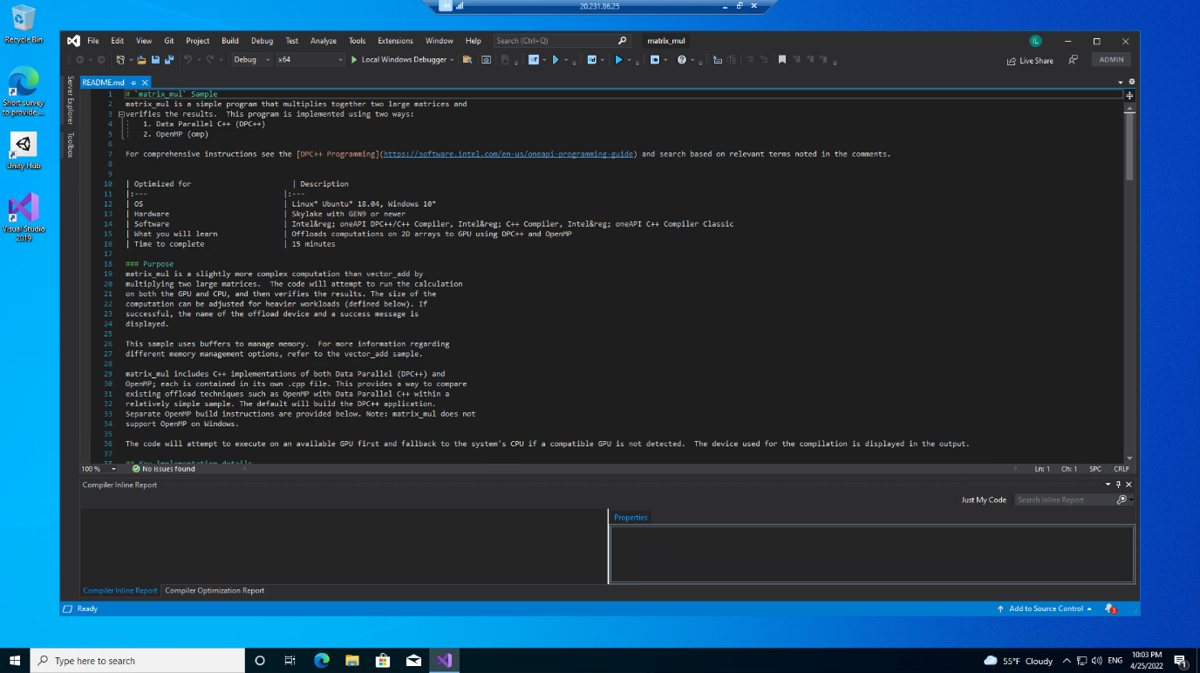 20.231.86.25
Recycle Bin
Short survey
to provide ...
Unity Hub
Visual Studio
2019
File Edit View Git Project Build Debug Test Analyze Tools Extensions Window Help Search (Ctrl+Q) matrix_mul IL
Debug x64 Local Windows Debugger Live Share ADMIN
Server Explorer
Toolbox
README.md
1 # `matrix_mul` Sample
2 matrix_mul is a simple program that multiplies together two large matrices and
3 verifies the results.  This program is implemented using two ways:
4 1. Data Parallel C++ (DPC++)
5 2. OpenMP (omp)
6
7 For comprehensive instructions see the [DPC++ Programming](https://software.intel.com/en-us/oneapi-programming-guide) and search based on relevant terms noted in the comments.
8
9
10 | Optimized for | Description
11 |:--- |:---
12 | OS | Linux* Ubuntu* 18.04, Windows 10*
13 | Hardware | Skylake with GEN9 or newer
14 | Software | Intel&reg; oneAPI DPC++/C++ Compiler, Intel&reg; C++ Compiler, Intel&reg; oneAPI C++ Compiler Classic
15 | What you will learn | Offloads computations on 2D arrays to GPU using DPC++ and OpenMP
16 | Time to complete | 15 minutes
17
18 ### Purpose
19 matrix_mul is a slightly more complex computation than vector_add by
20 multiplying two large matrices.  The code will attempt to run the calculation
21 on both the GPU and CPU, and then verifies the results. The size of the
22 computation can be adjusted for heavier workloads (defined below). If
23 successful, the name of the offload device and a success message is
24 displayed.
25
26 This sample uses buffers to manage memory.  For more information regarding
27 different memory management options, refer to the vector_add sample.
28
29 matrix_mul includes C++ implementations of both Data Parallel (DPC++) and
30 OpenMP; each is contained in its own .cpp file. This provides a way to compare
31 existing offload techniques such as OpenMP with Data Parallel C++ within a
32 relatively simple sample. The default will build the DPC++ application.
33 Separate OpenMP build instructions are provided below. Note: matrix_mul does not
34 support OpenMP on Windows.
35
36 The code will attempt to execute on an available GPU first and fallback to the system's CPU if a compatible GPU is not detected.  The device used for the compilation is displayed in the output.
37
38 ## Key implementation details
100 % No issues found Ln: 1 Ch: 1 SPC CRLF
Compiler Inline Report
Just My Code Search Inline Report
Properties
Compiler Inline Report Compiler Optimization Report
Ready Add to Source Control 3
Type here to search 55°F Cloudy ENG 10:03 PM
4/25/2022 1